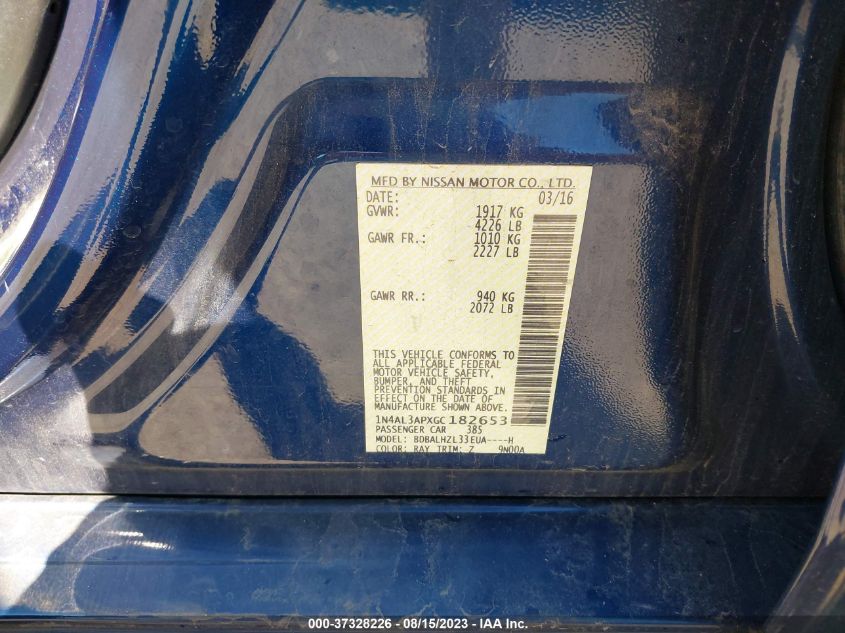 MFD BY NISSAN MOTOR CO., LTD.
DATE: 03/16
GVWR: 1917 KG
4226 LB
GAWR FR.: 1010 KG
2227 LB
GAWR RR.: 940 KG
2072 LB
THIS VEHICLE CONFORMS TO
ALL APPLICABLE FEDERAL
MOTOR VEHICLE SAFETY,
BUMPER, AND THEFT
PREVENTION STANDARDS IN
EFFECT ON THE DATE OF
MANUFACTURE SHOWN ABOVE.
1N4AL3APXGC 182653
PASSENGER CAR 385
MODEL: BDBALHZL33EUA----H
COLOR: RAY TRIM: Z 9N00A
000-37328226 - 08/15/2023 - IAA Inc.